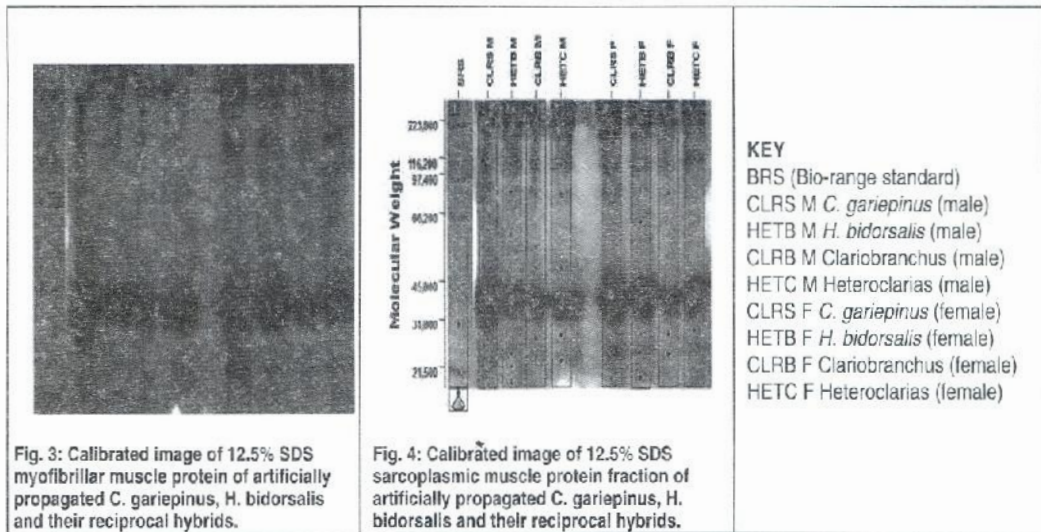 BRS
CLRS M
HETB M
CLRB M
HETC M
CLRS F
HETB F
CLRB F
HETC F
Molecular Weight
223,000
116,200
97,400
66,200
45,000
31,000
21,500
KEY
BRS (Bio-range standard)
CLRS M C. gariepinus (male)
HETB M H. bidorsalis (male)
CLRB M Clariobranchus (male)
HETC M Heteroclarias (male)
CLRS F C. gariepinus (female)
HETB F H. bidorsalis (female)
CLRB F Clariobranchus (female)
HETC F Heteroclarias (female)
Fig. 3: Calibrated image of 12.5% SDS
myofibrillar muscle protein of artificially
propagated C. gariepinus, H. bidorsalis
and their reciprocal hybrids.
Fig. 4: Calibrated image of 12.5% SDS
sarcoplasmic muscle protein fraction of
artificially propagated C. gariepinus, H.
bidorsalis and their reciprocal hybrids.